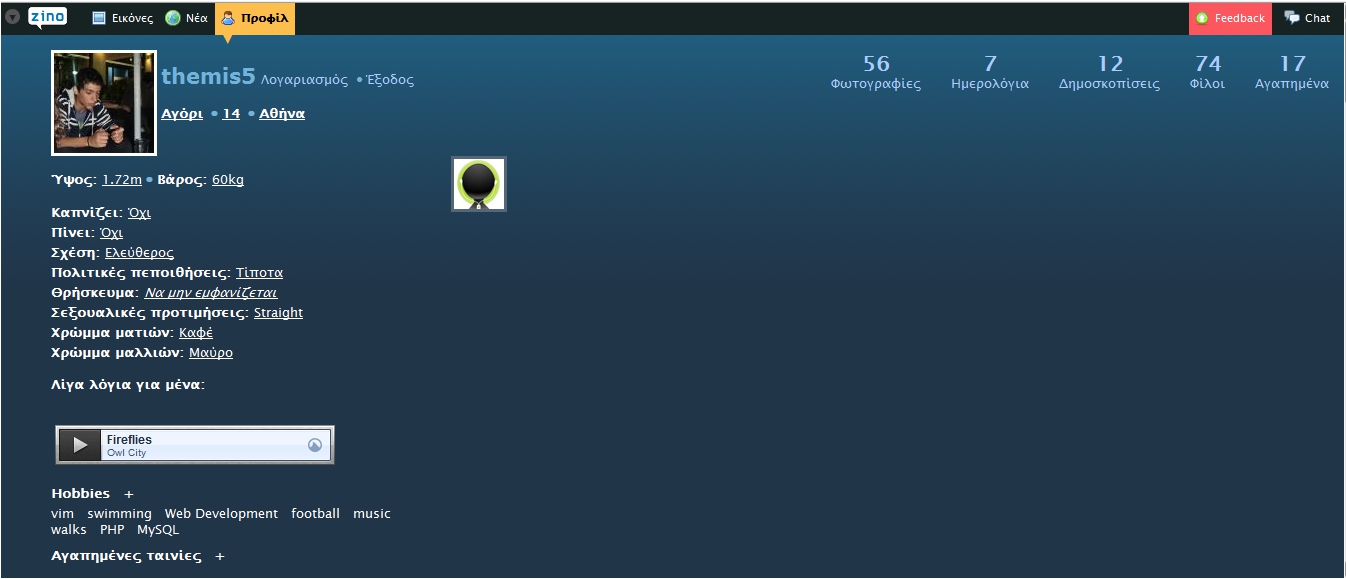 zino Εικόνες Νέα Προφίλ Feedback Chat
themis5 Λογαριασμός • Έξοδος
56 7 12 74 17
Φωτογραφίες Ημερολόγια Δημοσκοπίσεις Φίλοι Αγαπημένα
Αγόρι • 14 • Αθήνα
Ύψος: 1.72m • Βάρος: 60kg
Καπνίζει: Όχι
Πίνει: Όχι
Σχέση: Ελεύθερος
Πολιτικές πεποιθήσεις: Τίποτα
Θρήσκευμα: Να μην εμφανίζεται
Σεξουαλικές προτιμήσεις: Straight
Χρώμμα ματιών: Καφέ
Χρώμμα μαλλιών: Μαύρο
Λίγα λόγια για μένα:
Fireflies
Owl City
Hobbies +
vim swimming Web Development football music
walks PHP MySQL
Αγαπημένες ταινίες +